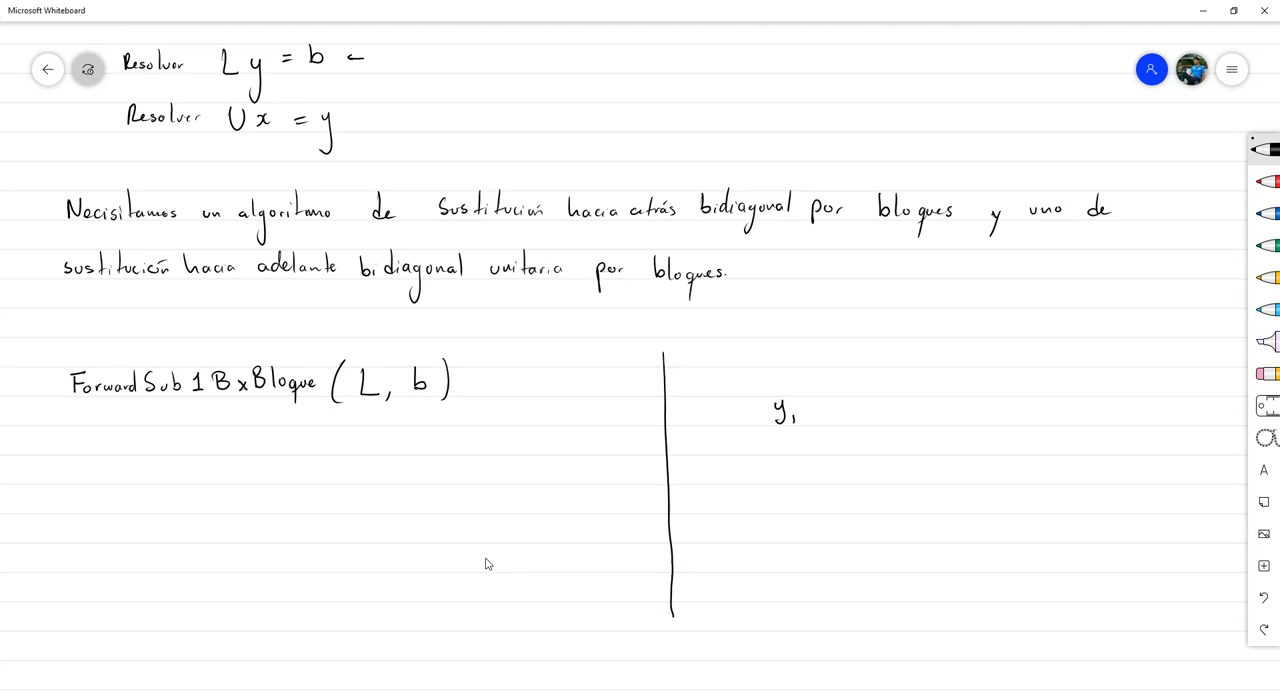 Microsoft Whiteboard
Resolver Ly = b ←
Resolver Ux = y
Necisitamos un algoritmo de sustitución hacia atrás bidiagonal por bloques y uno de
sustitución hacia adelante bidiagonal unitaria por bloques.
ForwardSub1BxBloque (L, b)
y₁
A